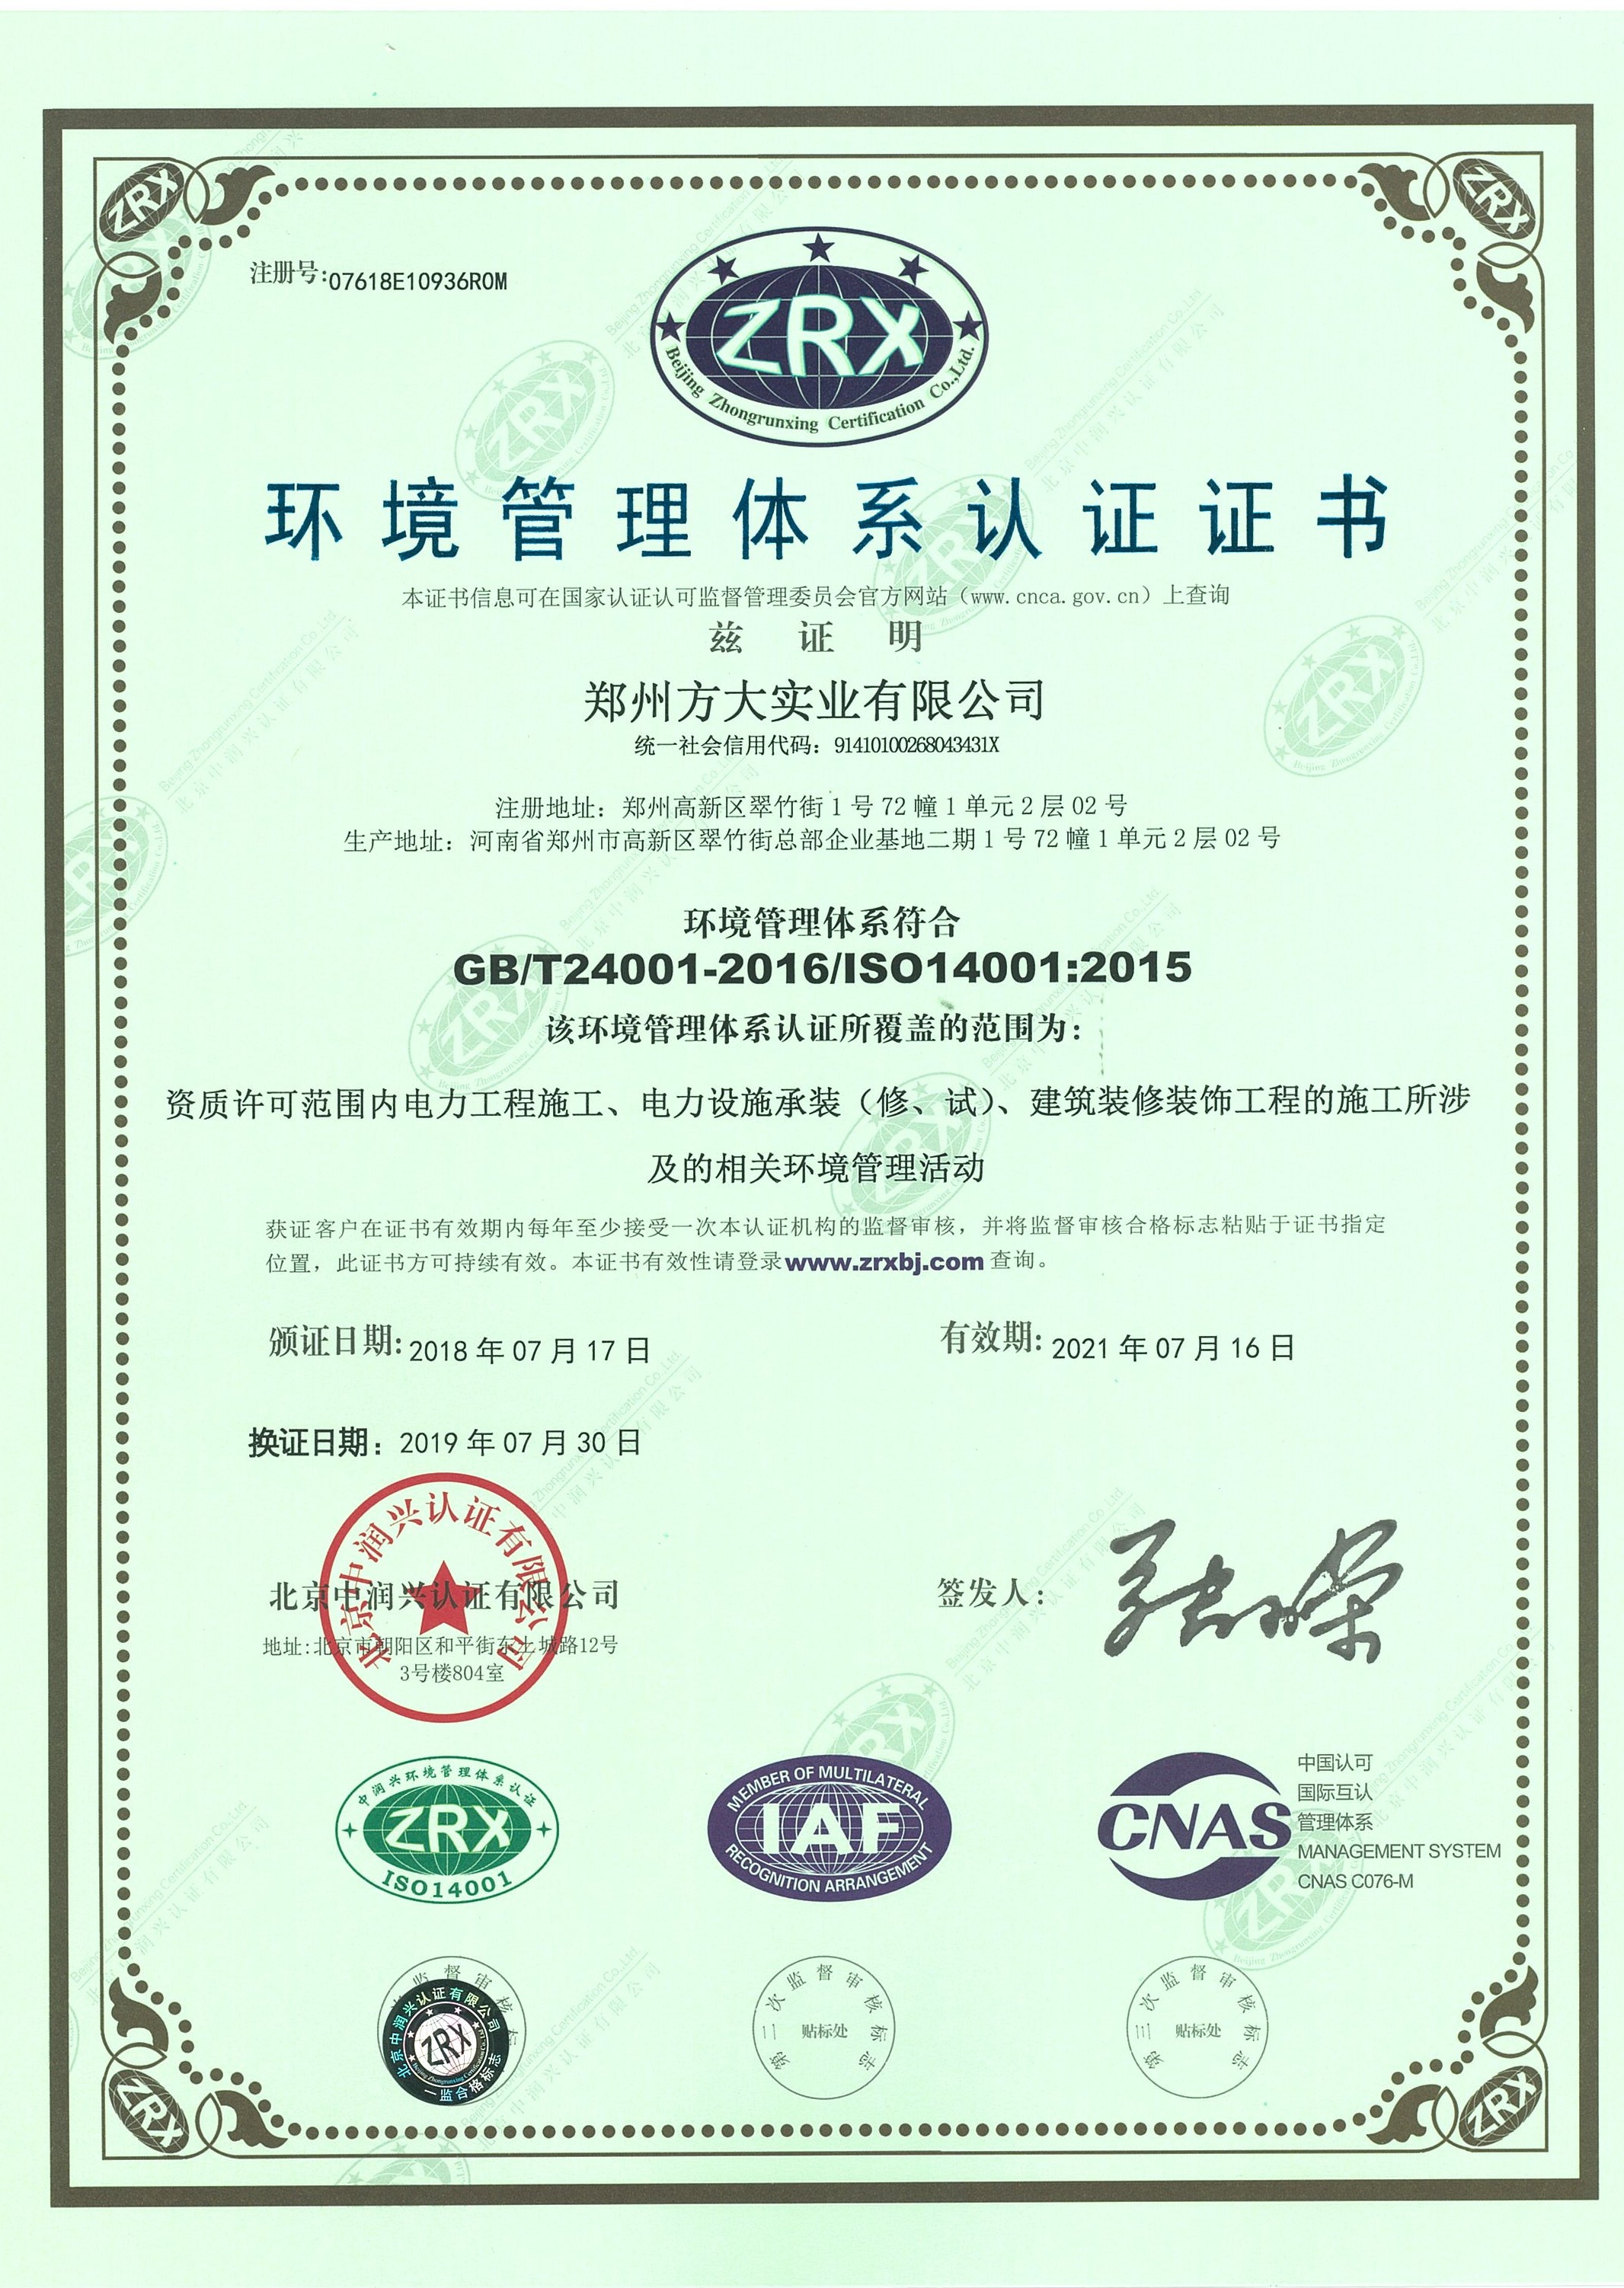 注册号:07618E10936ROM
ZRX
Beijing Zhongrunxing Certification Co.,Ltd.
环境管理体系认证证书
本证书信息可在国家认证认可监督管理委员会官方网站（www.cnca.gov.cn）上查询
兹证明
郑州方大实业有限公司
统一社会信用代码：91410100268043431X
注册地址：郑州高新区翠竹街1号72幢1单元2层02号
生产地址：河南省郑州市高新区翠竹街总部企业基地二期1号72幢1单元2层02号
环境管理体系符合
GB/T24001-2016/ISO14001:2015
该环境管理体系认证所覆盖的范围为：
资质许可范围内电力工程施工、电力设施承装（修、试）、建筑装修装饰工程的施工所涉
及的相关环境管理活动
获证客户在证书有效期内每年至少接受一次本认证机构的监督审核，并将监督审核合格标志粘贴于证书指定
位置，此证书方可持续有效。本证书有效性请登录www.zrxbj.com查询。
颁证日期:2018年07月17日
有效期:2021年07月16日
换证日期：2019年07月30日
北京中润兴认证有限公司
北京中润兴认证有限公司
地址:北京市朝阳区和平街东土城路12号
3号楼804室
签发人：
中润兴环境管理体系认证
ZRX
ISO14001
MEMBER OF MULTILATERAL
IAF
RECOGNITION ARRANGEMENT
CNAS
中国认可
国际互认
管理体系
MANAGEMENT SYSTEM
CNAS C076-M
监督审核标
北京中润兴认证有限公司
ZRX
一监合格标志
第二次监督审核标志
贴标处
第三次监督审核标志
贴标处